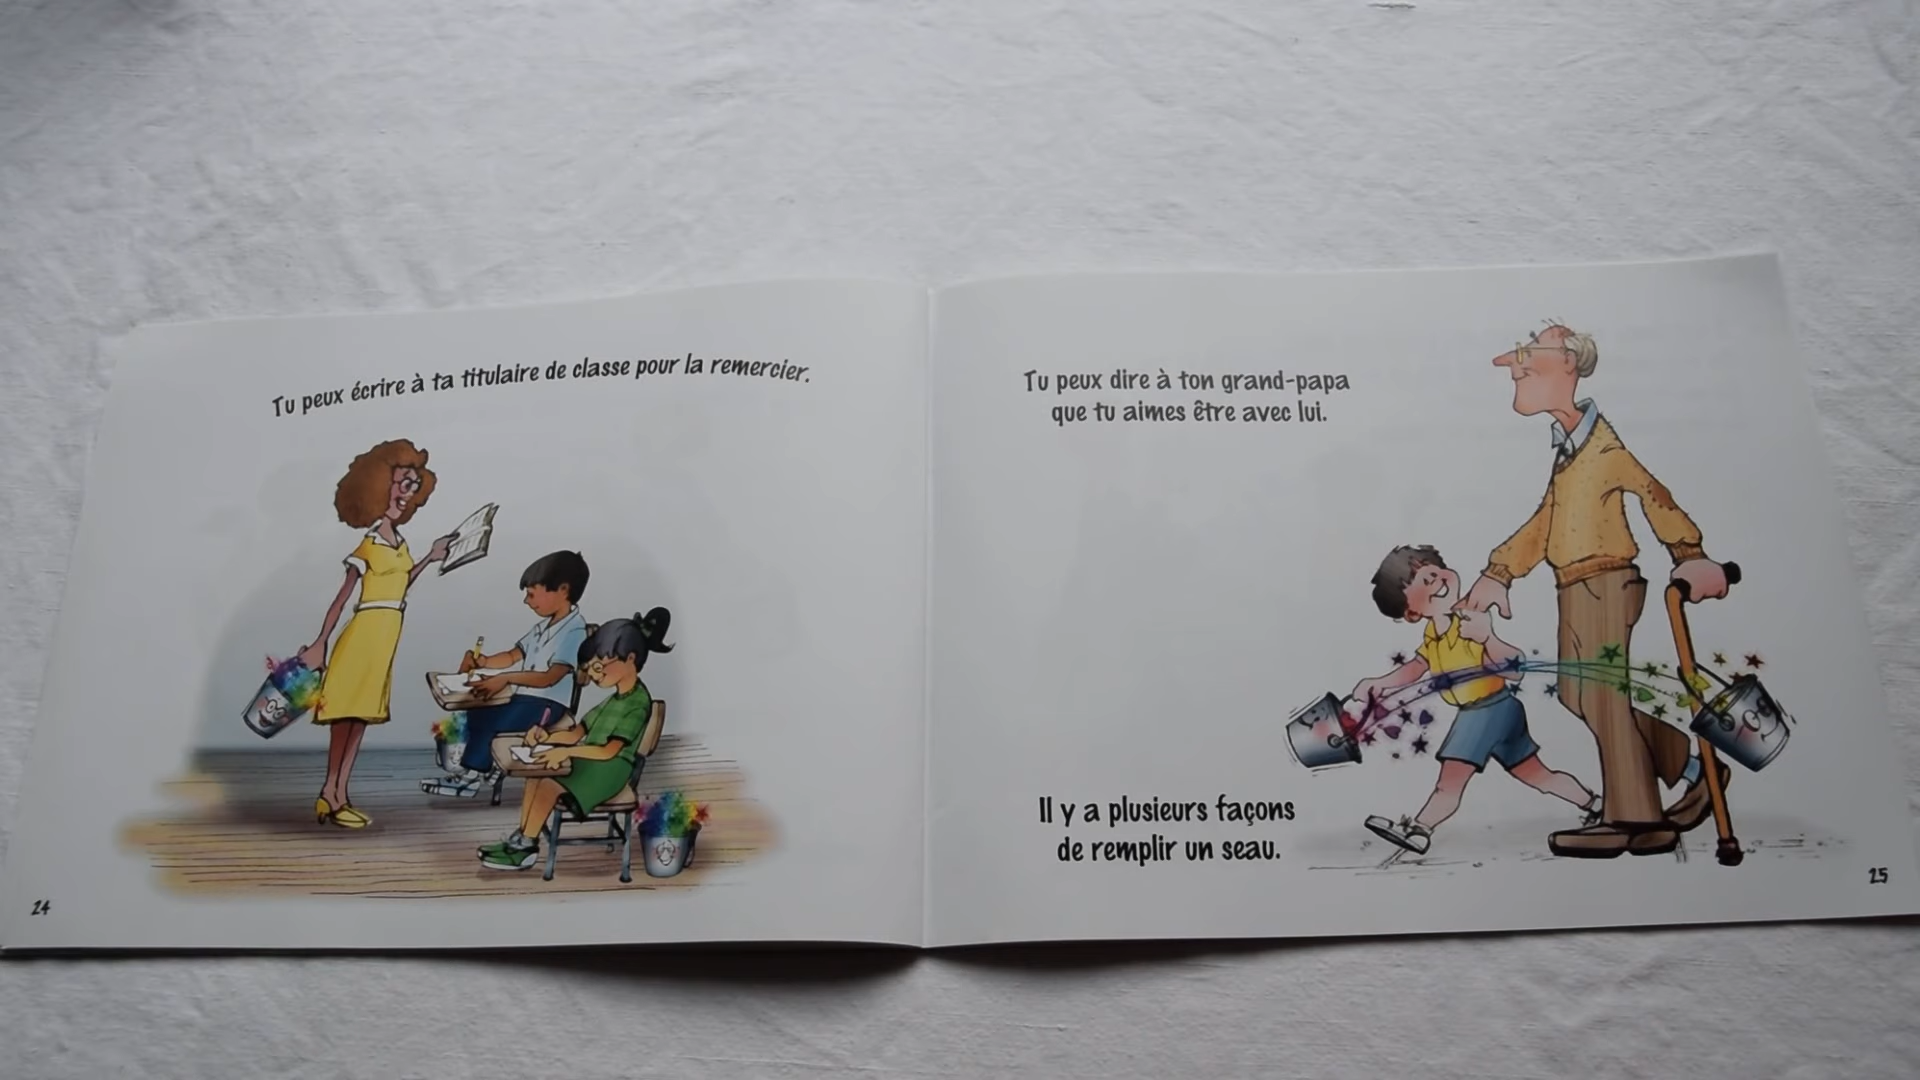 Tu peux écrire à ta titulaire de classe pour la remercier.
24
Tu peux dire à ton grand-papa
que tu aimes être avec lui.
Il y a plusieurs façons
de remplir un seau.
25